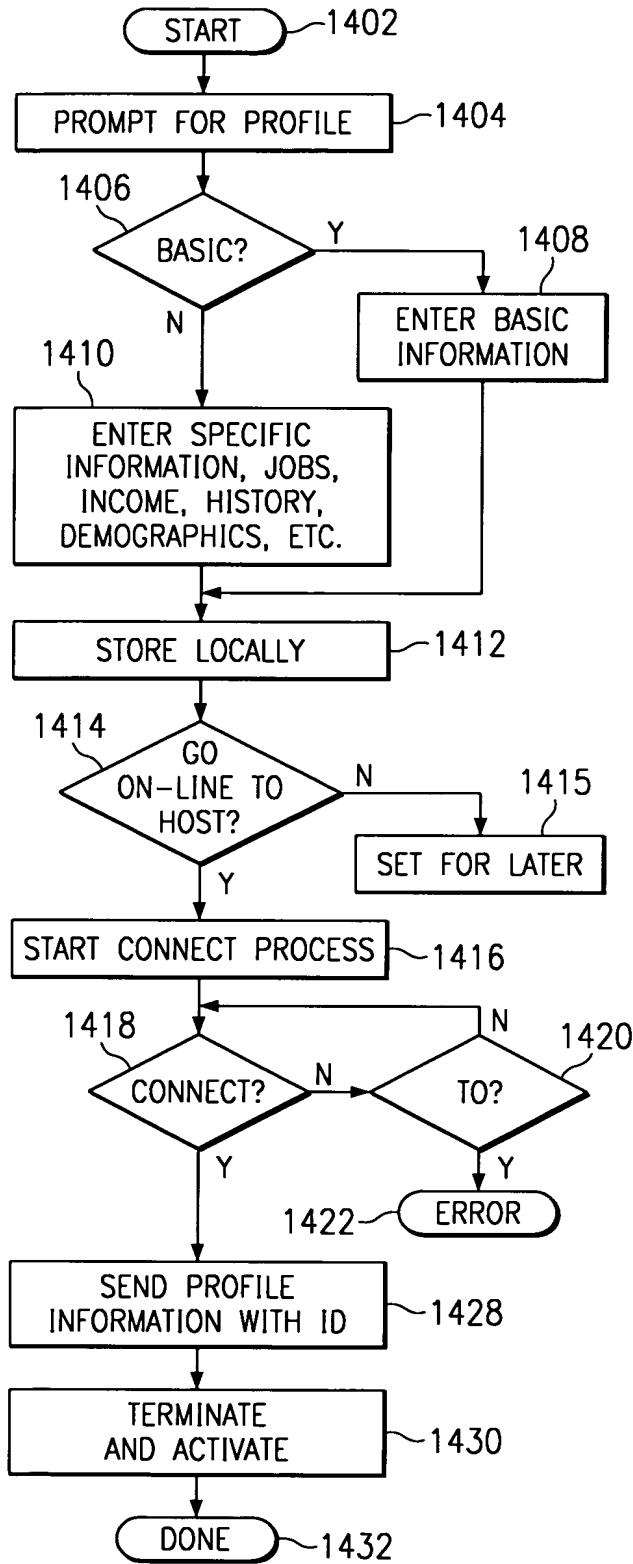 START
1402
PROMPT FOR PROFILE
1404
1406
BASIC?
Y
N
1408
ENTER BASIC
INFORMATION
1410
ENTER SPECIFIC
INFORMATION, JOBS,
INCOME, HISTORY,
DEMOGRAPHICS, ETC.
STORE LOCALLY
1412
1414
GO
ON-LINE TO
HOST?
N
Y
1415
SET FOR LATER
START CONNECT PROCESS
1416
1418
CONNECT?
N
Y
N
1420
TO?
Y
1422
ERROR
SEND PROFILE
INFORMATION WITH ID
1428
TERMINATE
AND ACTIVATE
1430
DONE
1432